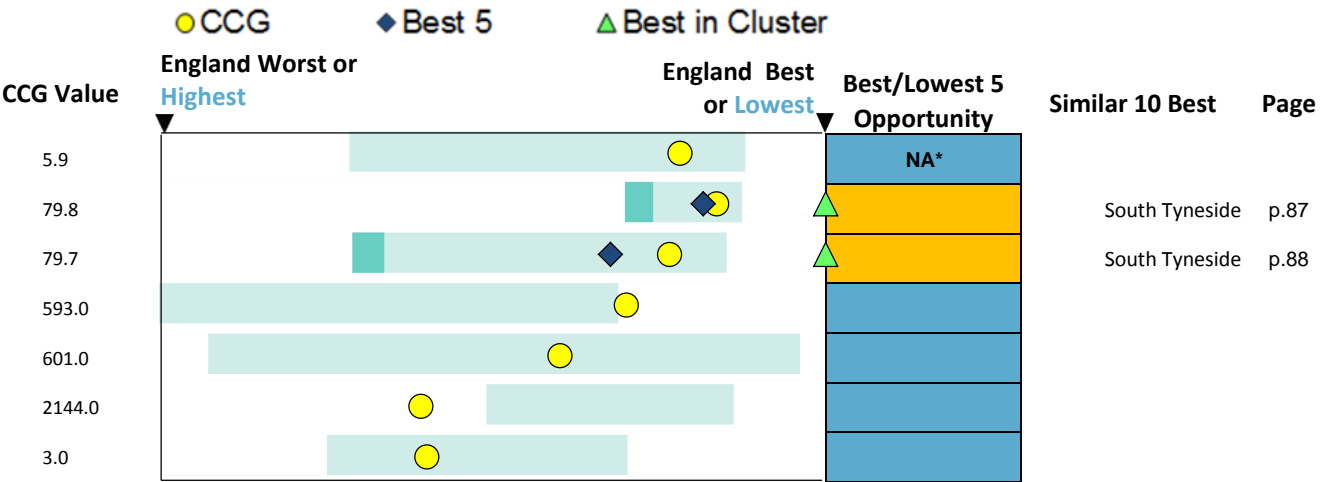 CCG Best 5 Best in Cluster
CCG Value
England Worst or
Highest
England Best
or Lowest
Best/Lowest 5
Opportunity
Similar 10 Best
Page
5.9 NA*
79.8 South Tyneside p.87
79.7 South Tyneside p.88
593.0
601.0
2144.0
3.0